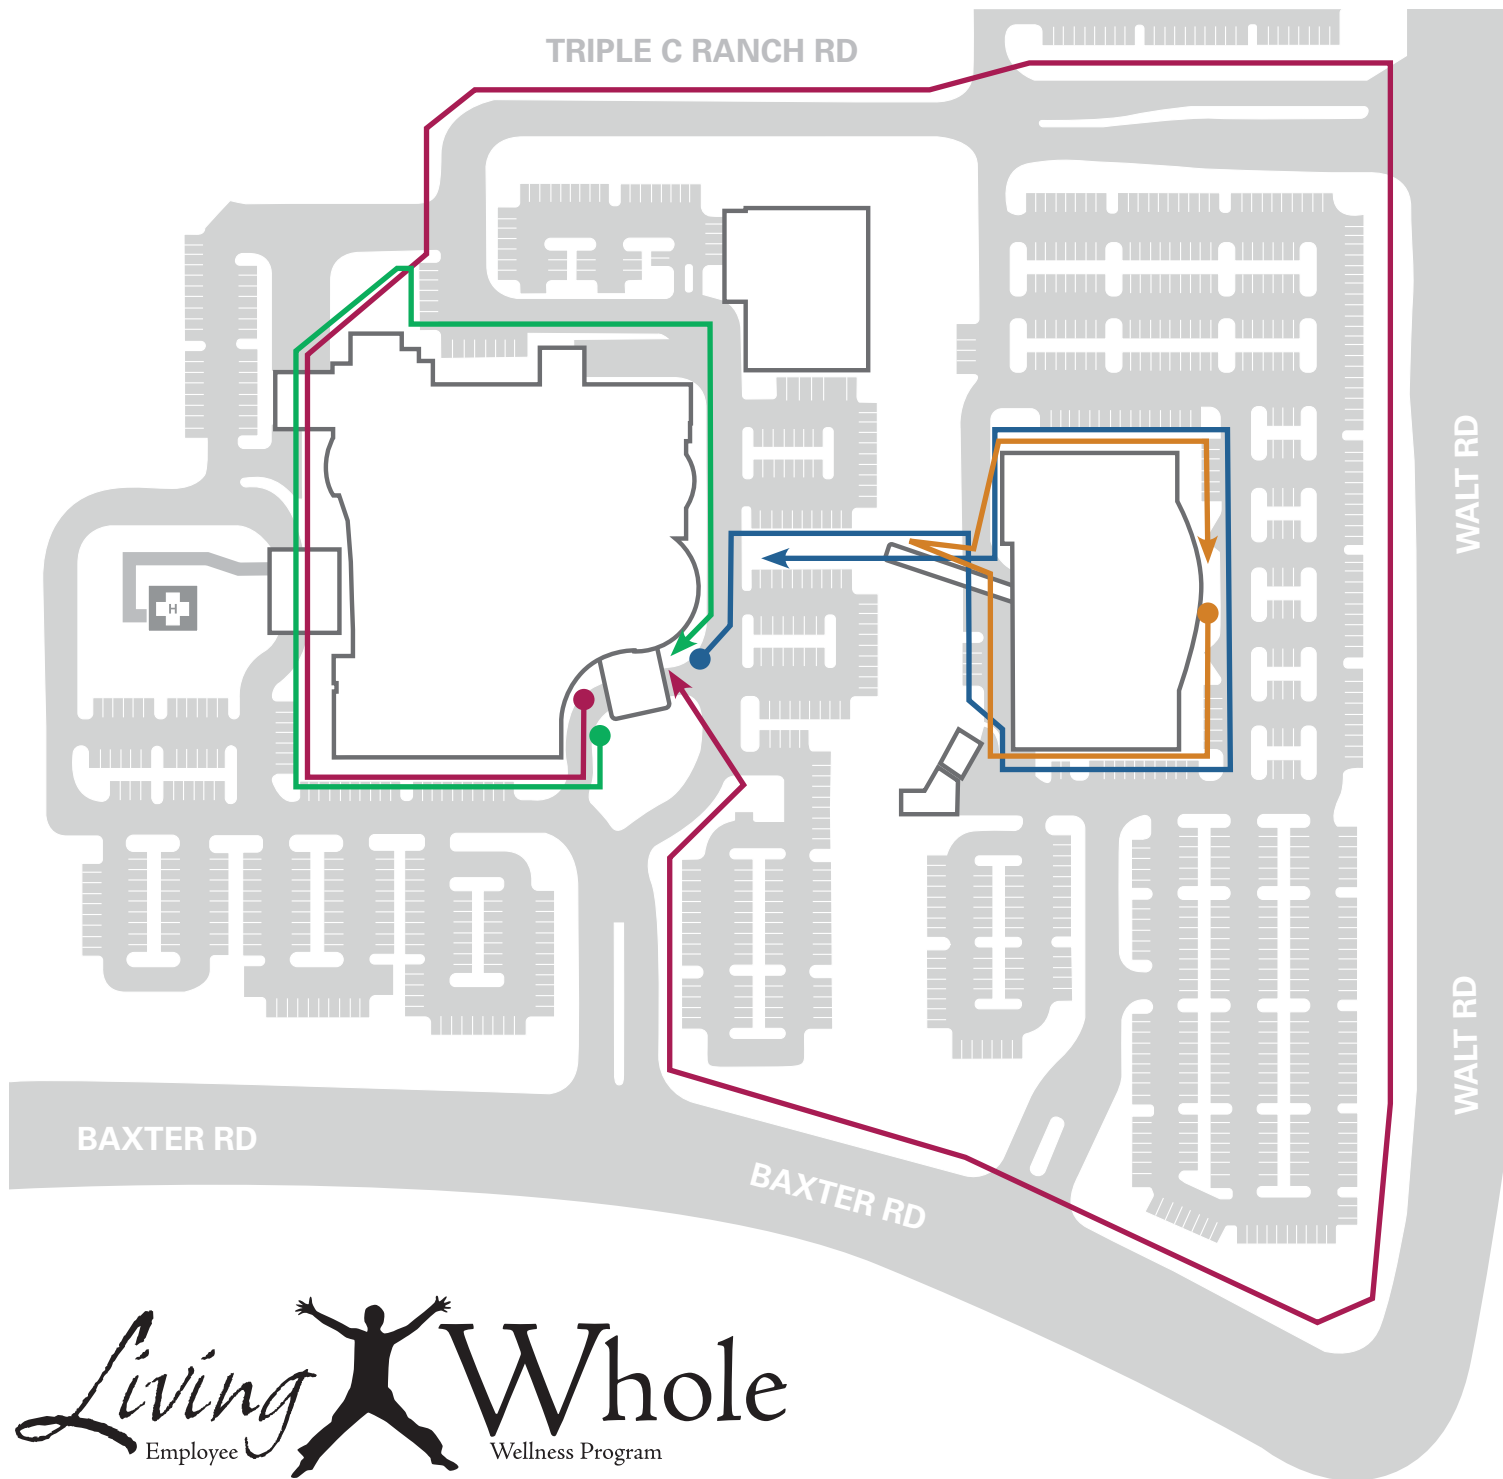 TRIPLE C RANCH RD
WALT RD
H
WALT RD
BAXTER RD
BAXTER RD
Living Whole
Employee Wellness Program